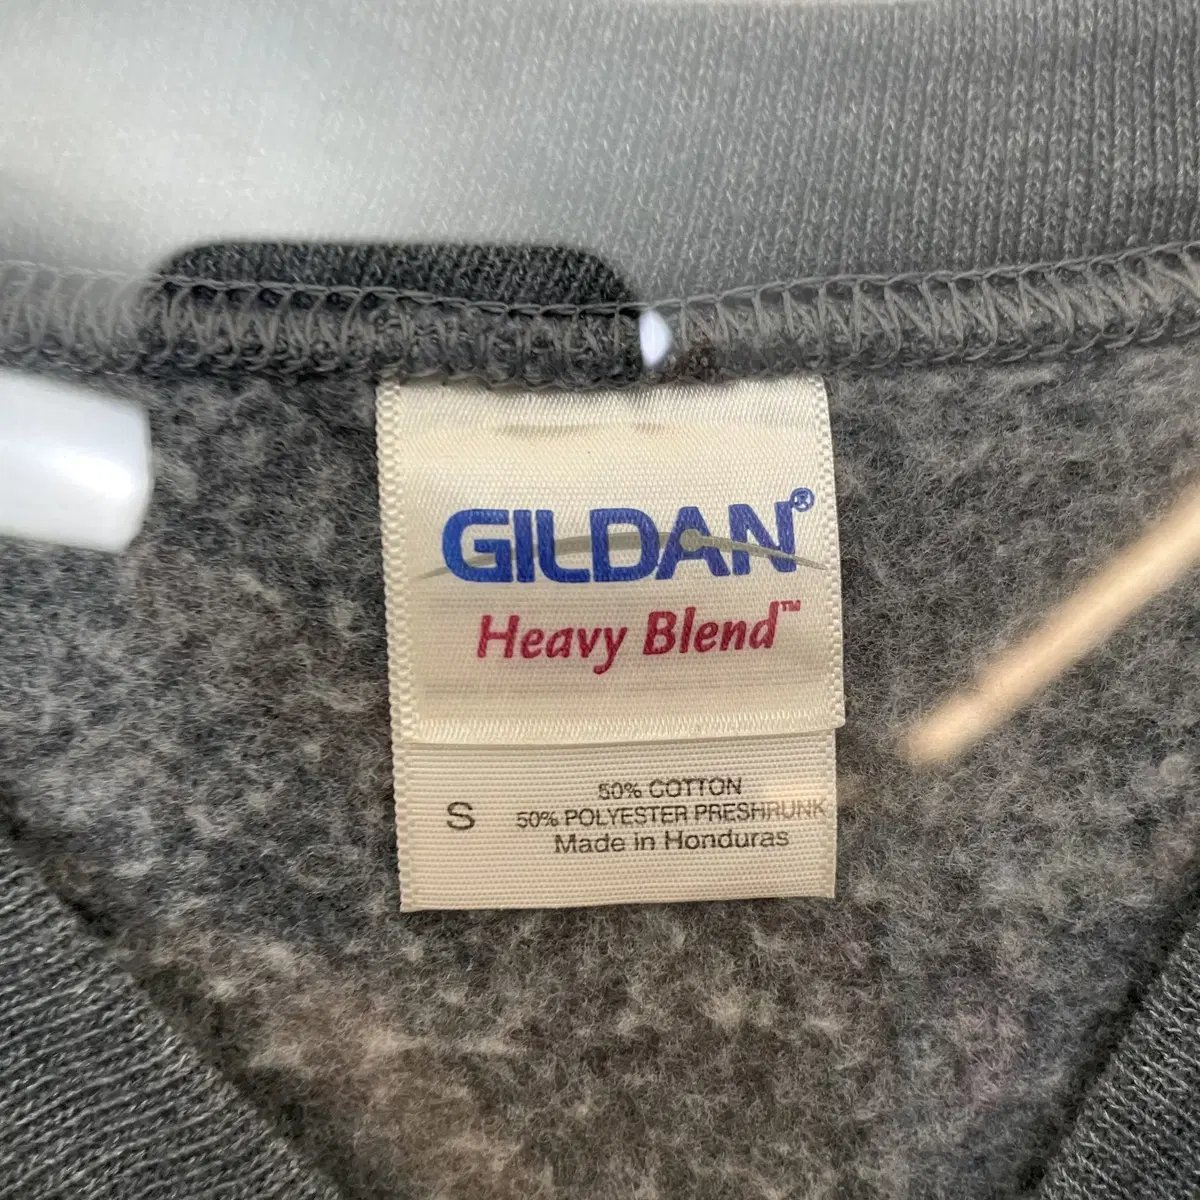 GILDAN®
Heavy Blend™
S
50% COTTON
50% POLYESTER PRESHRUNK
Made in Honduras